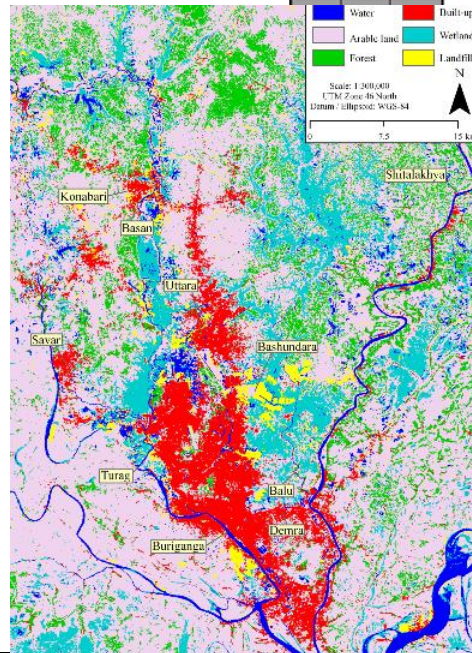 Water
Built-up
Arable land
Wetland
Forest
Landfill
Scale: 1:300,000
UTM Zone 46 North
Datum / Ellipsoid: WGS-84
N
0 7.5 15 k
Shitalakhya
Konabari
Basan
Uttara
Savar
Bashundara
Turag
Balu
Demra
Buriganga